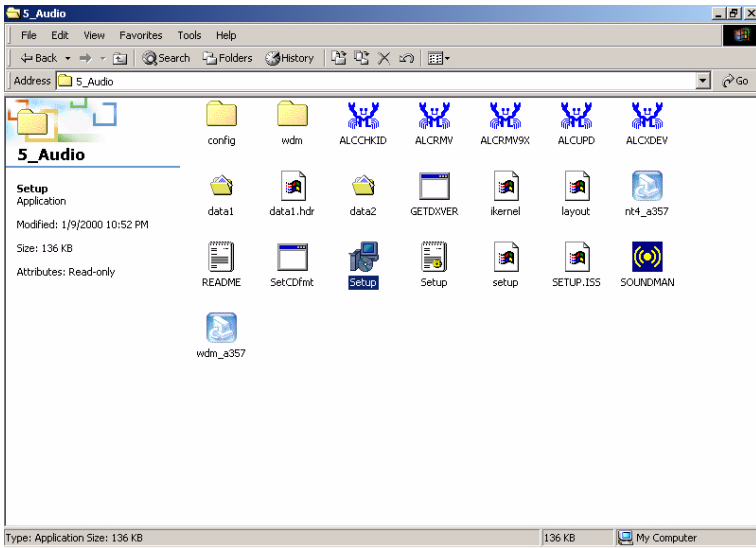 5_Audio
File Edit View Favorites Tools Help
Back Search Folders History
Address 5_Audio Go
5_Audio
Setup
Application
Modified: 1/9/2000 10:52 PM
Size: 136 KB
Attributes: Read-only
config wdm ALCCHKID ALCRMV ALCRMV9X ALCUPD ALCXDEV
data1 data1.hdr data2 GETDXVER ikernel layout nt4_a357
README SetCDfmt Setup Setup setup SETUP.ISS SOUNDMAN
wdm_a357
Type: Application Size: 136 KB 136 KB My Computer